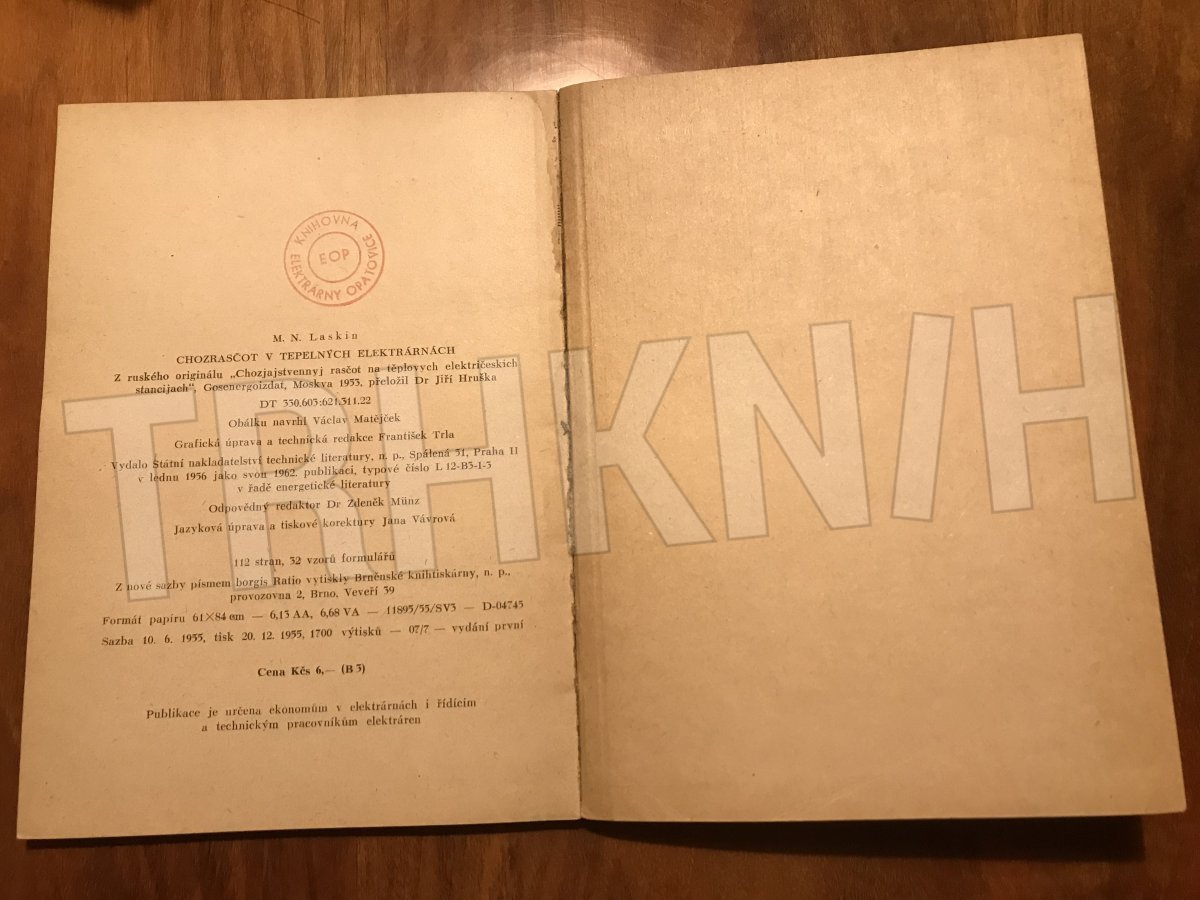 KNIHOVNA
ELEKTRÁRNY OPATOVICE
EOP
M. N. Laskin
CHOZRASČOT V TEPELNÝCH ELEKTRÁRNÁCH
Z ruského originálu „Chozjajstvennyj rasčot na těplovych električeskich
stancijach“, Gosenergoizdat, Moskva 1953, přeložil Dr Jiří Hruška
DT 330.603:621.311.22
Obálku navrhl Václav Matějček
Grafická úprava a technická redakce František Trla
Vydalo Státní nakladatelství technické literatury, n. p., Spálená 51, Praha II
v lednu 1956 jako svou 1962. publikaci, typové číslo L 12-B3-1-3
v řadě energetické literatury
Odpovědný redaktor Dr Zdeněk Münz
Jazyková úprava a tiskové korektury Jana Vávrová
112 stran, 32 vzorů formulářů
Z nové sazby písmem borgis Ratio vytiskly Brněnské knihtiskárny, n. p.,
provozovna 2, Brno, Veveří 39
Formát papíru 61×84 cm — 6,13 AA, 6,68 VA — 11895/55/SV3 — D-04745
Sazba 10. 6. 1955, tisk 20. 12. 1955, 1700 výtisků — 07/7 — vydání první
Cena Kčs 6,— (B 3)
Publikace je určena ekonomům v elektrárnách i řídícím
a technickým pracovníkům elektráren
TRHKNIH